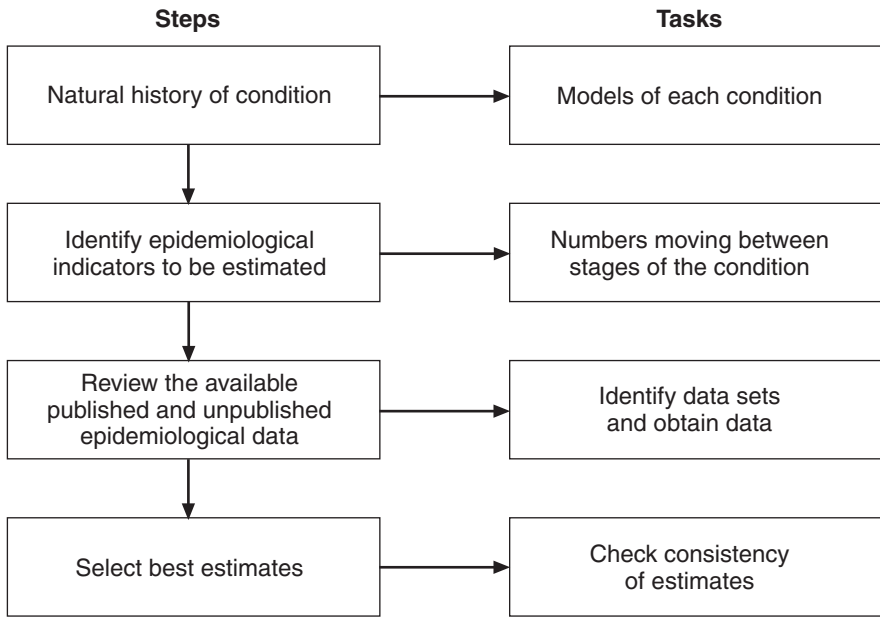 Steps
Tasks
Natural history of condition
Models of each condition
Identify epidemiological
indicators to be estimated
Numbers moving between
stages of the condition
Review the available
published and unpublished
epidemiological data
Identify data sets
and obtain data
Select best estimates
Check consistency
of estimates